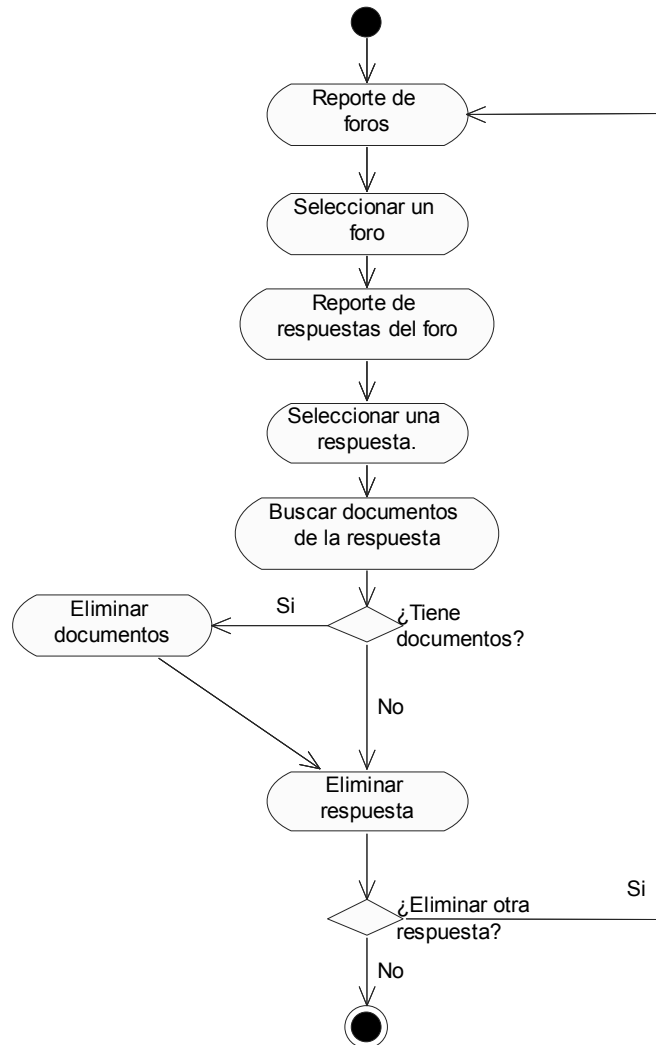 Reporte de
foros
Seleccionar un
foro
Reporte de
respuestas del foro
Seleccionar una
respuesta.
Buscar documentos
de la respuesta
Eliminar
documentos
Si
¿Tiene
documentos?
No
Eliminar
respuesta
¿Eliminar otra
respuesta?
Si
No